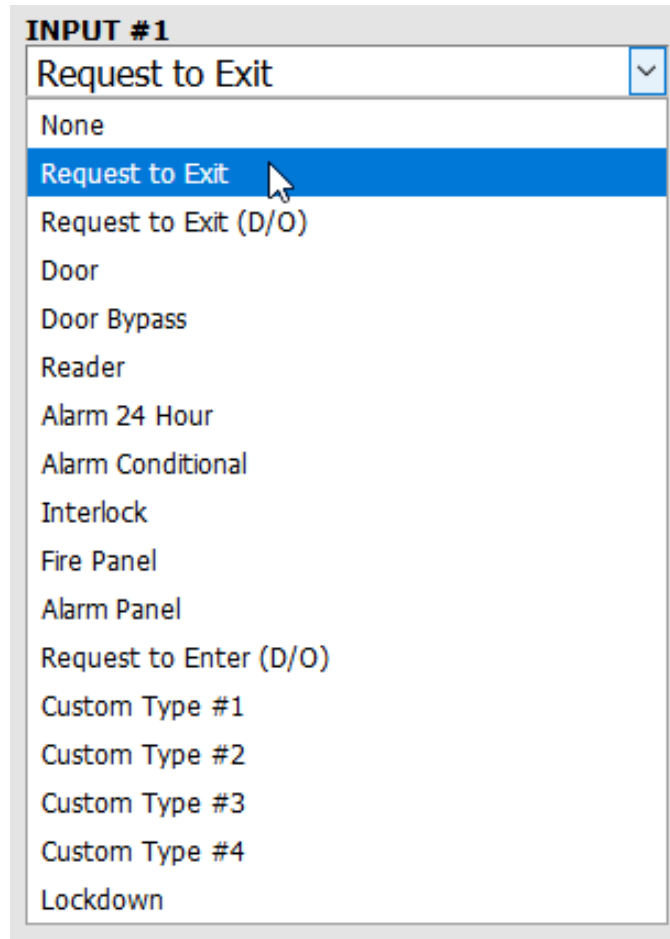 INPUT #1
Request to Exit
None
Request to Exit
Request to Exit (D/O)
Door
Door Bypass
Reader
Alarm 24 Hour
Alarm Conditional
Interlock
Fire Panel
Alarm Panel
Request to Enter (D/O)
Custom Type #1
Custom Type #2
Custom Type #3
Custom Type #4
Lockdown